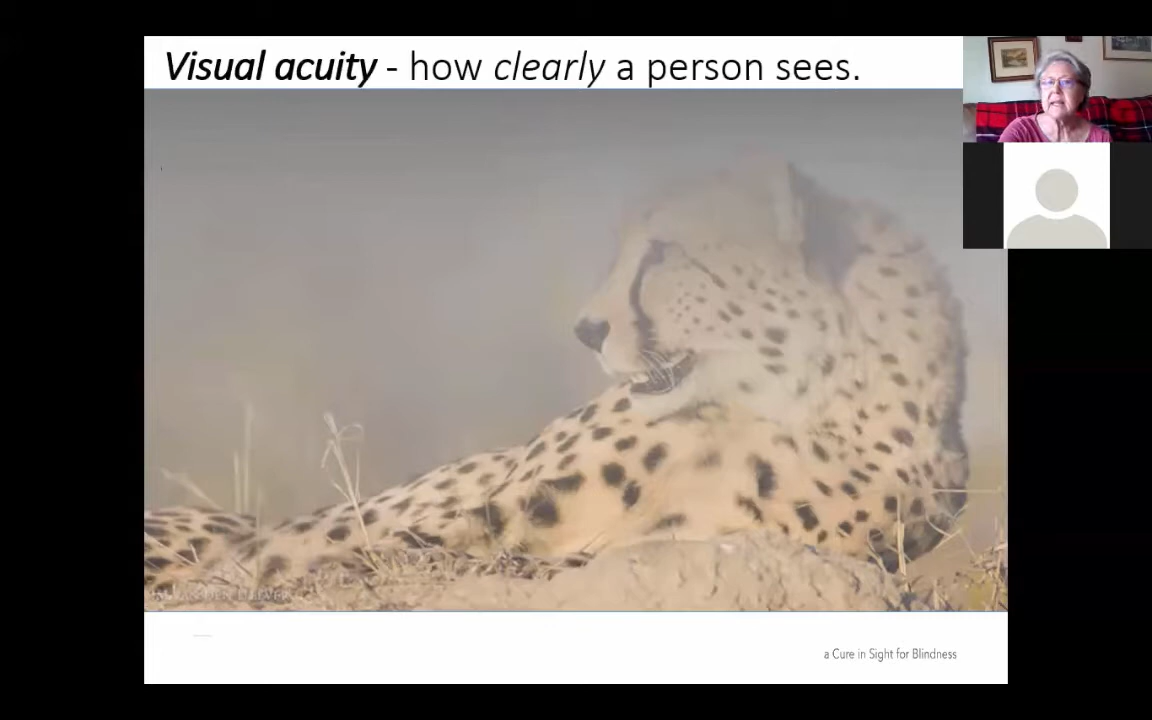 Visual acuity - how clearly a person sees.
a Cure in Sight for Blindness